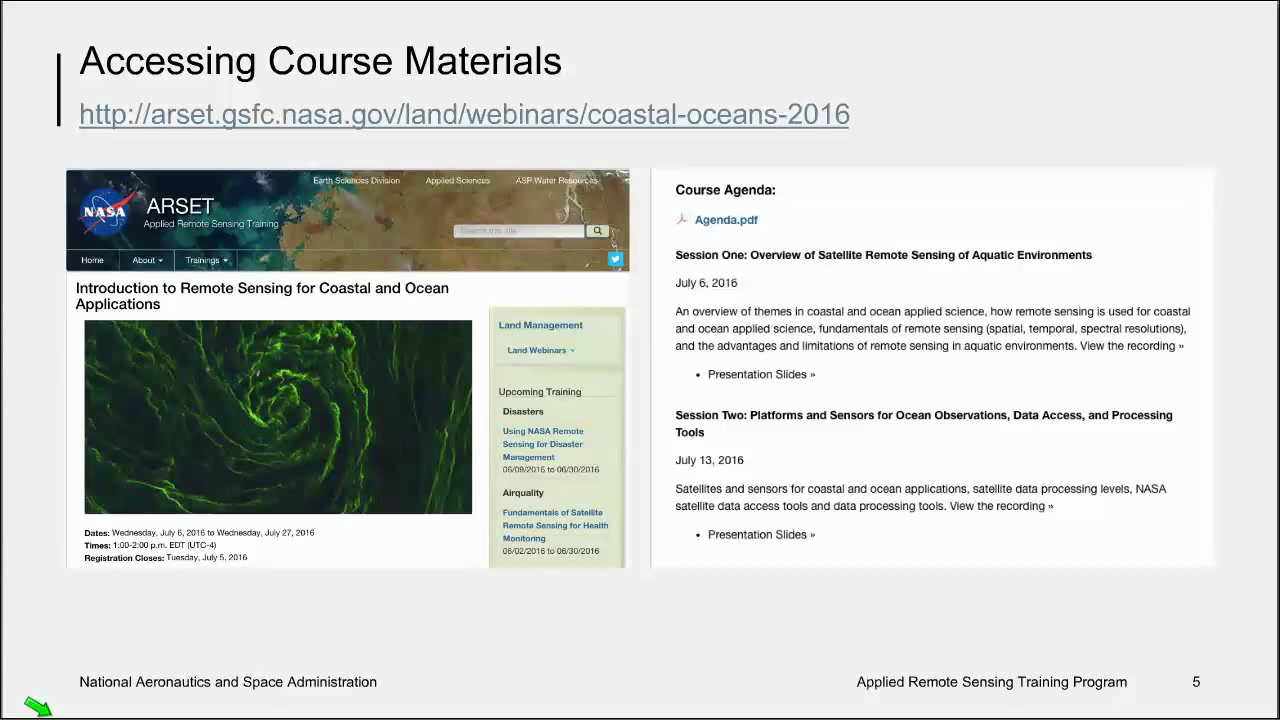 Accessing Course Materials
http://arset.gsfc.nasa.gov/land/webinars/coastal-oceans-2016
Earth Sciences Division Applied Sciences ASP Water Resources
NASA
ARSET
Applied Remote Sensing Training
Search this site
Home About Trainings
Introduction to Remote Sensing for Coastal and Ocean
Applications
Dates: Wednesday, July 6, 2016 to Wednesday, July 27, 2016
Times: 1:00-2:00 p.m. EDT (UTC-4)
Registration Closes: Tuesday, July 5, 2016
Land Management
Land Webinars
Upcoming Training
Disasters
Using NASA Remote
Sensing for Disaster
Management
06/09/2016 to 06/30/2016
Airquality
Fundamentals of Satellite
Remote Sensing for Health
Monitoring
06/02/2016 to 06/30/2016
Course Agenda:
Agenda.pdf
Session One: Overview of Satellite Remote Sensing of Aquatic Environments
July 6, 2016
An overview of themes in coastal and ocean applied science, how remote sensing is used for coastal
and ocean applied science, fundamentals of remote sensing (spatial, temporal, spectral resolutions),
and the advantages and limitations of remote sensing in aquatic environments. View the recording »
• Presentation Slides »
Session Two: Platforms and Sensors for Ocean Observations, Data Access, and Processing
Tools
July 13, 2016
Satellites and sensors for coastal and ocean applications, satellite data processing levels, NASA
satellite data access tools and data processing tools. View the recording »
• Presentation Slides »
National Aeronautics and Space Administration
Applied Remote Sensing Training Program
5